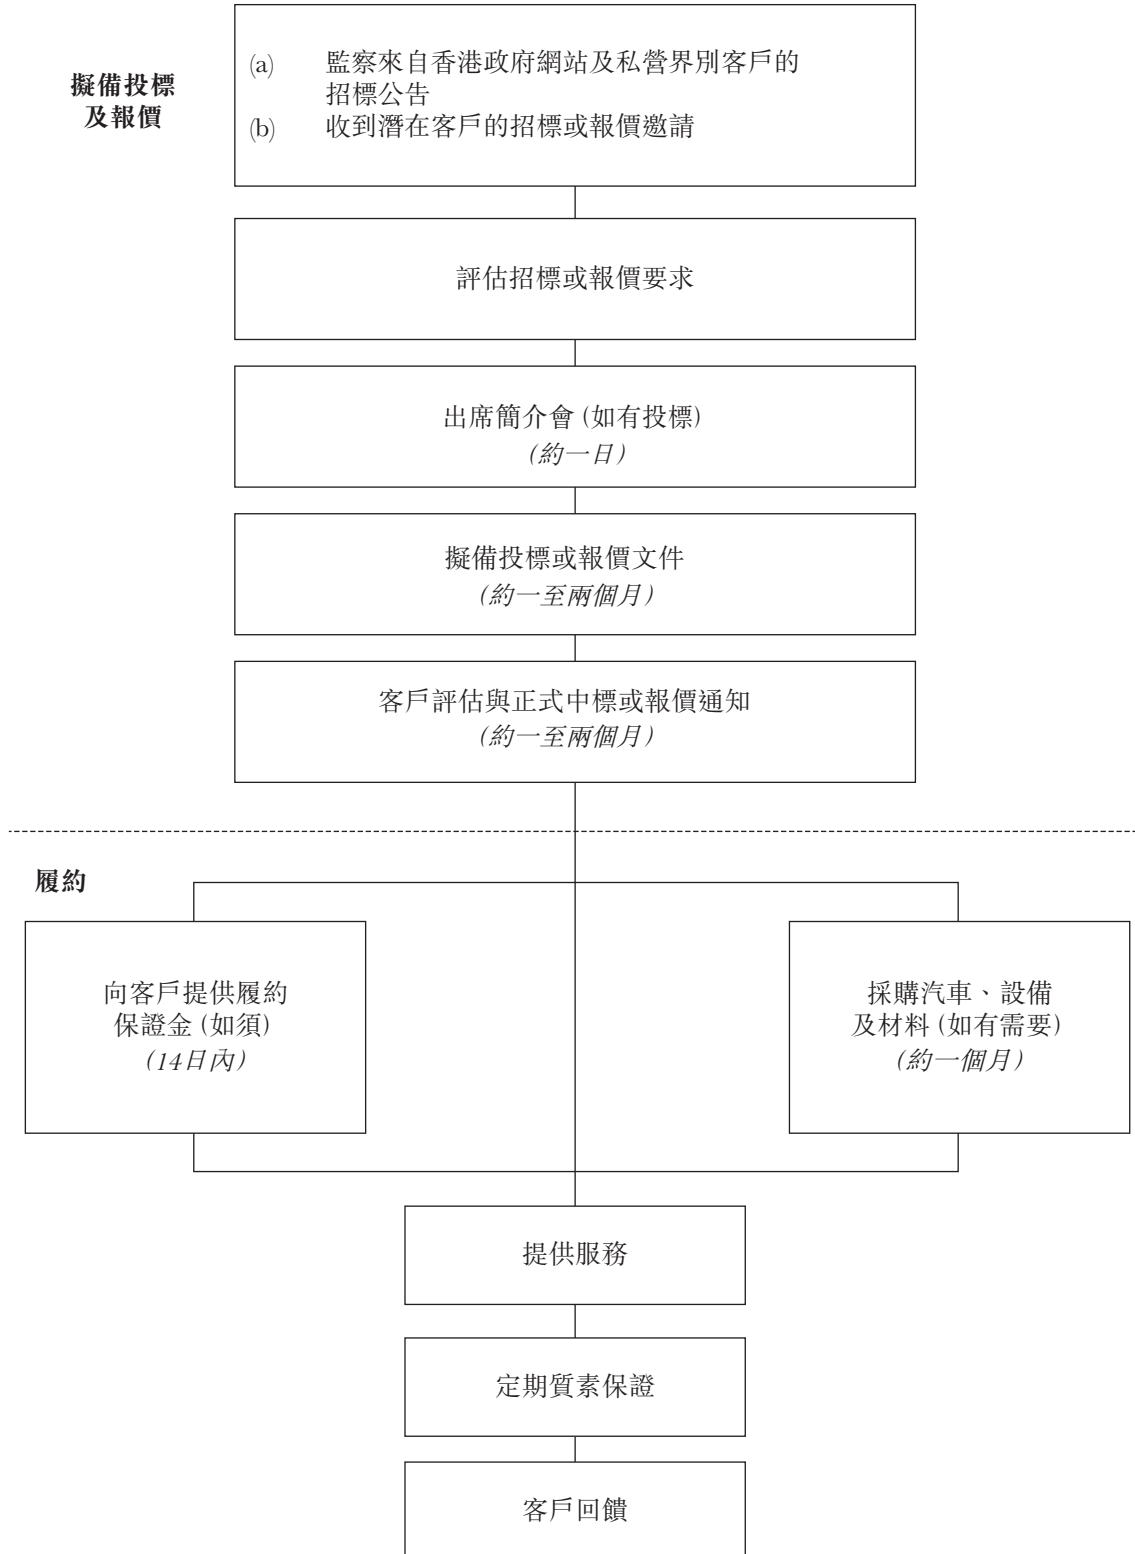 擬備投標
及報價
(a) 監察來自香港政府網站及私營界別客戶的
招標公告
(b) 收到潛在客戶的招標或報價邀請
評估招標或報價要求
出席簡介會(如有投標)
(約一日)
擬備投標或報價文件
(約一至兩個月)
客戶評估與正式中標或報價通知
(約一至兩個月)
履約
向客戶提供履約
保證金(如須)
(14日內)
採購汽車、設備
及材料(如有需要)
(約一個月)
提供服務
定期質素保證
客戶回饋